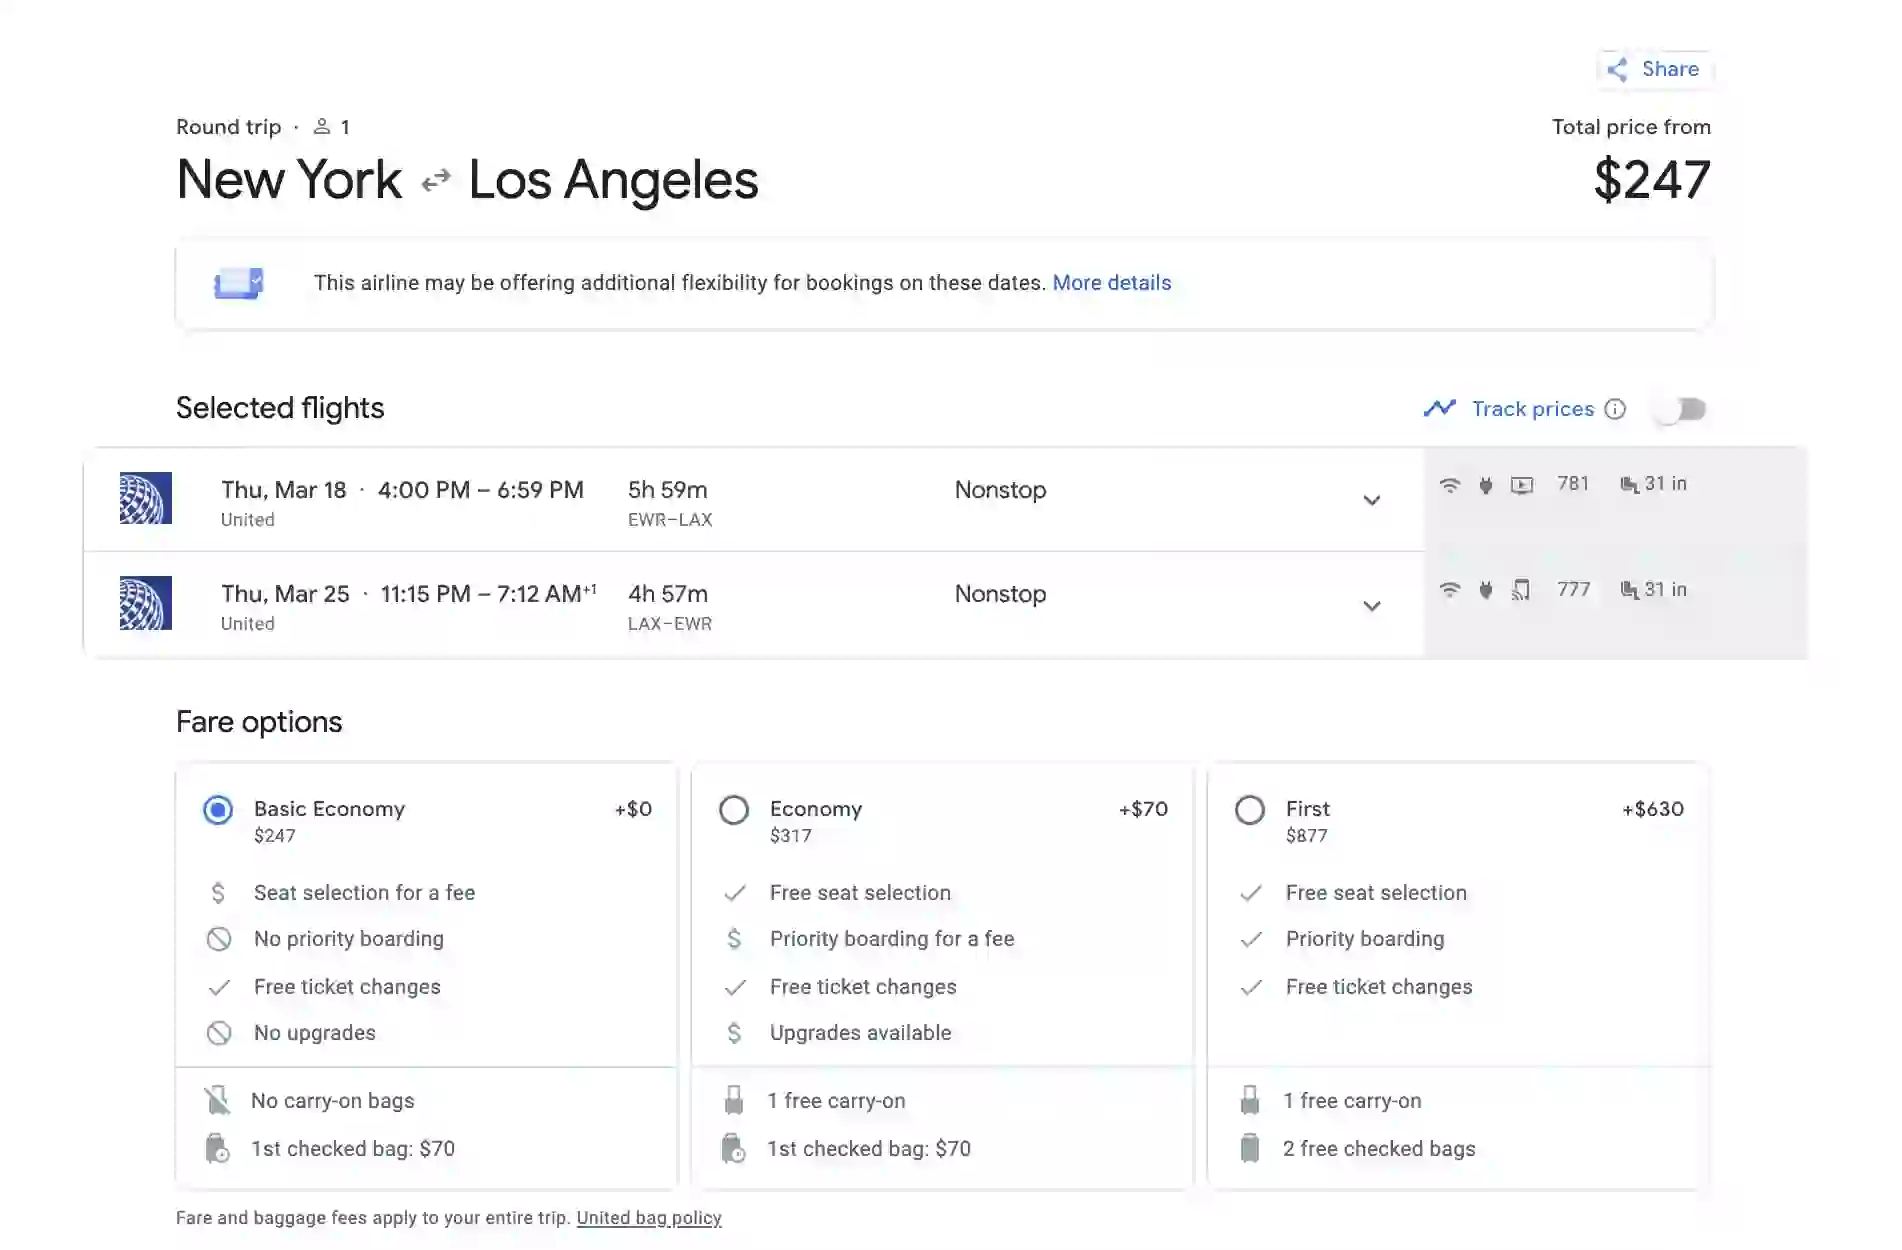 Share
Round trip · 1
Total price from
New York Los Angeles
$247
This airline may be offering additional flexibility for bookings on these dates. More details
Selected flights
Track prices
Thu, Mar 18 · 4:00 PM – 6:59 PM
United
5h 59m
EWR–LAX
Nonstop
781
31 in
Thu, Mar 25 · 11:15 PM – 7:12 AM+1
United
4h 57m
LAX–EWR
Nonstop
777
31 in
Fare options
Basic Economy
+$0
$247
$ Seat selection for a fee
No priority boarding
Free ticket changes
No upgrades
No carry-on bags
1st checked bag: $70
Economy
+$70
$317
Free seat selection
$ Priority boarding for a fee
Free ticket changes
$ Upgrades available
1 free carry-on
1st checked bag: $70
First
+$630
$877
Free seat selection
Priority boarding
Free ticket changes
1 free carry-on
2 free checked bags
Fare and baggage fees apply to your entire trip. United bag policy